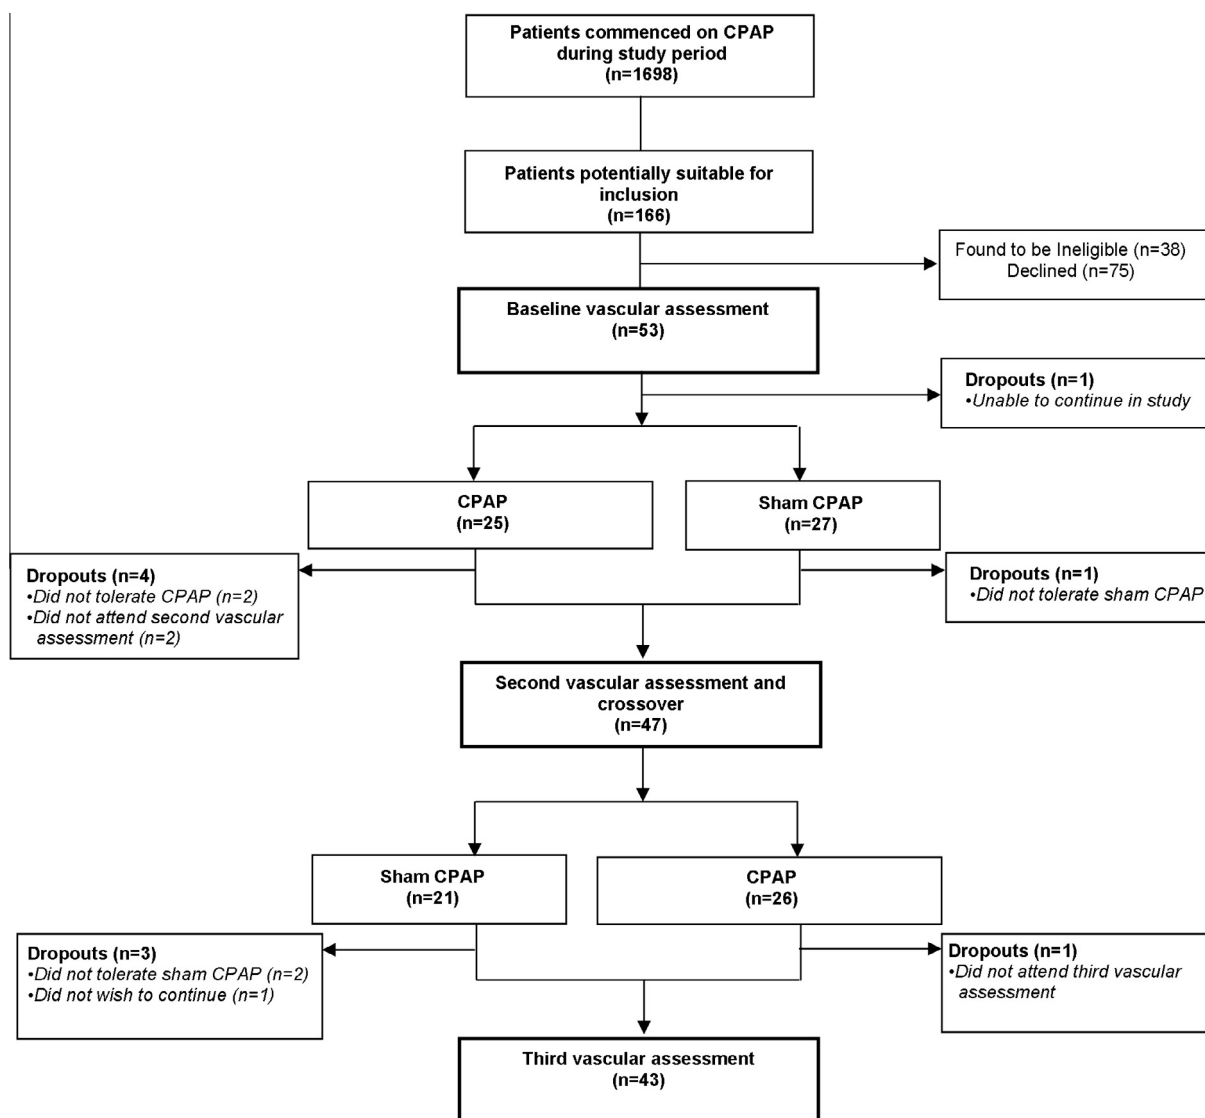 Patients commenced on CPAP
during study period
(n=1698)
Patients potentially suitable for
inclusion
(n=166)
Found to be Ineligible (n=38)
Declined (n=75)
Baseline vascular assessment
(n=53)
Dropouts (n=1)
•Unable to continue in study
CPAP
(n=25)
Sham CPAP
(n=27)
Dropouts (n=4)
•Did not tolerate CPAP (n=2)
•Did not attend second vascular
assessment (n=2)
Dropouts (n=1)
•Did not tolerate sham CPAP
Second vascular assessment and
crossover
(n=47)
Sham CPAP
(n=21)
CPAP
(n=26)
Dropouts (n=3)
•Did not tolerate sham CPAP (n=2)
•Did not wish to continue (n=1)
Dropouts (n=1)
•Did not attend third vascular
assessment
Third vascular assessment
(n=43)